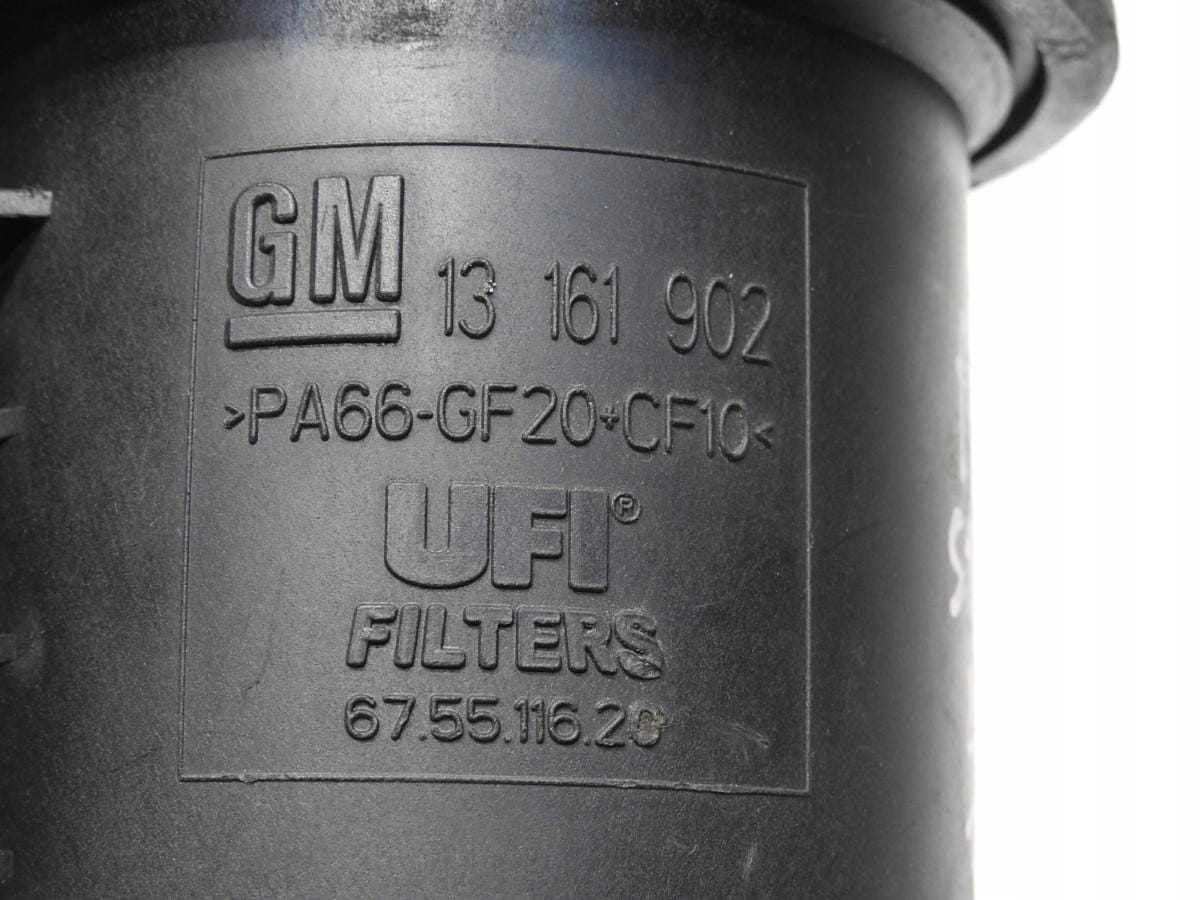 GM 13 161 902
>PA66-GF20+CF10<
UFI®
FILTERS
67.55.116.20